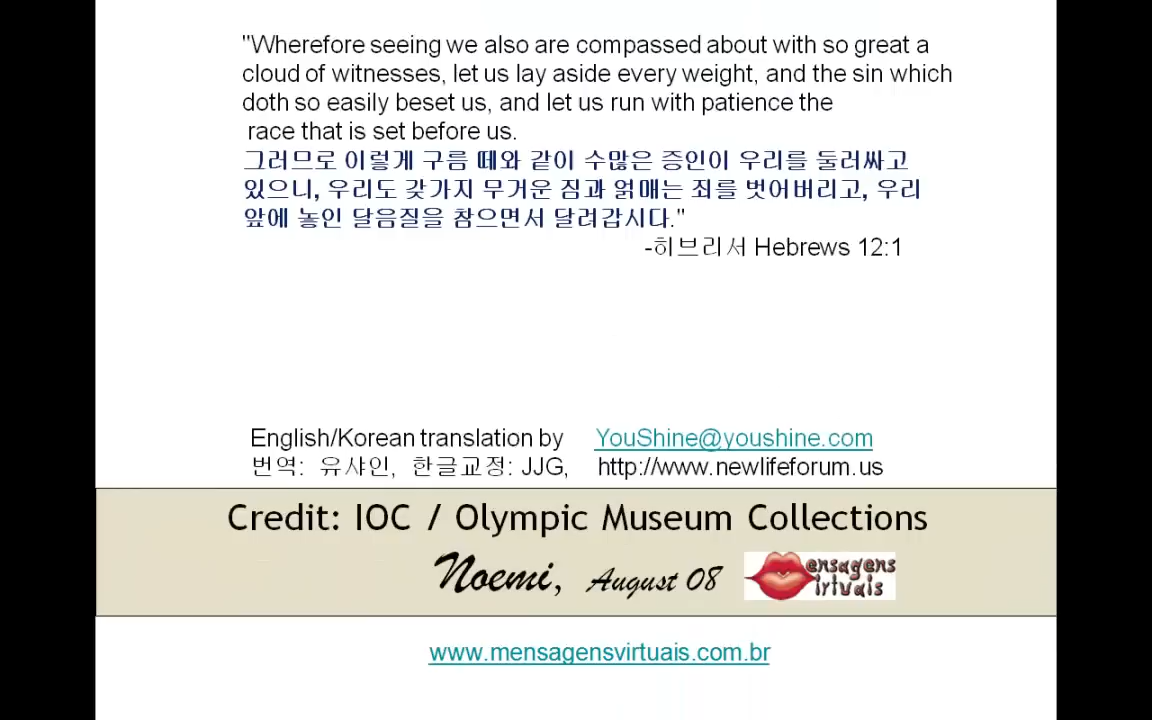 "Wherefore seeing we also are compassed about with so great a
cloud of witnesses, let us lay aside every weight, and the sin which
doth so easily beset us, and let us run with patience the
race that is set before us.
그러므로 이렇게 구름 떼와 같이 수많은 증인이 우리를 둘러싸고
있으니, 우리도 갖가지 무거운 짐과 얽매는 죄를 벗어버리고, 우리
앞에 놓인 달음질을 참으면서 달려갑시다."
-히브리서 Hebrews 12:1
English/Korean translation by YouShine@youshine.com
번역: 유샤인, 한글교정: JJG, http://www.newlifeforum.us
Credit: IOC / Olympic Museum Collections
Noemi, August 08 ensagens
irtuais
www.mensagensvirtuais.com.br